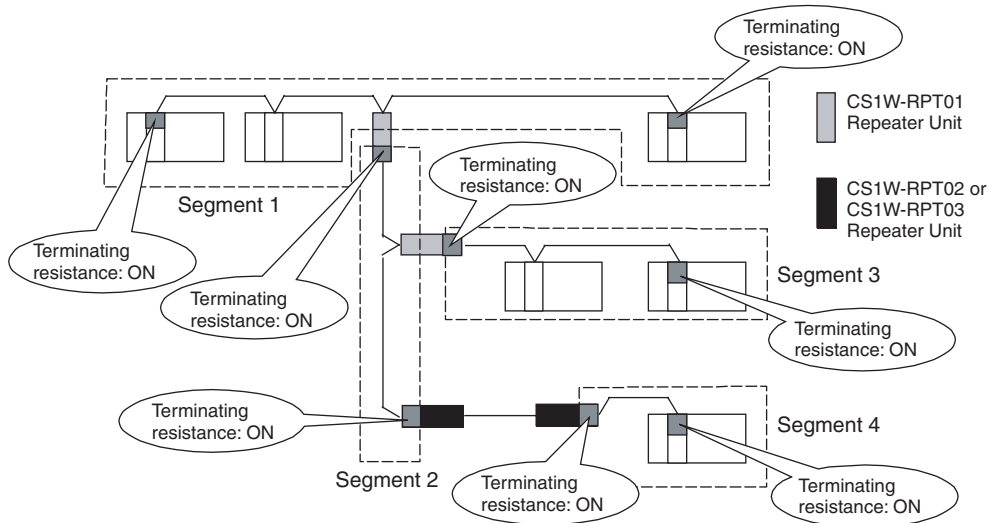 Terminating
resistance: ON
CS1W-RPT01
Repeater Unit
Terminating
resistance: ON
CS1W-RPT02 or
CS1W-RPT03
Repeater Unit
Segment 1
Terminating
resistance: ON
Segment 3
Terminating
resistance: ON
Terminating
resistance: ON
Terminating
resistance: ON
Segment 4
Segment 2
Terminating
resistance: ON
Terminating
resistance: ON